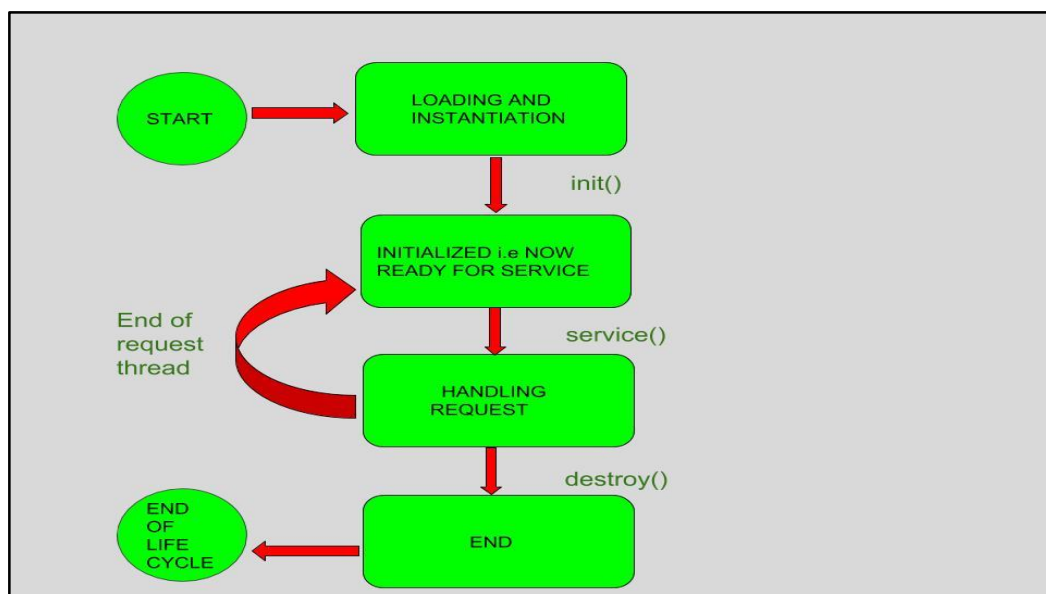 START
LOADING AND
INSTANTIATION
init()
INITIALIZED i.e NOW
READY FOR SERVICE
End of
request
thread
service()
HANDLING
REQUEST
destroy()
END
OF
LIFE
CYCLE
END